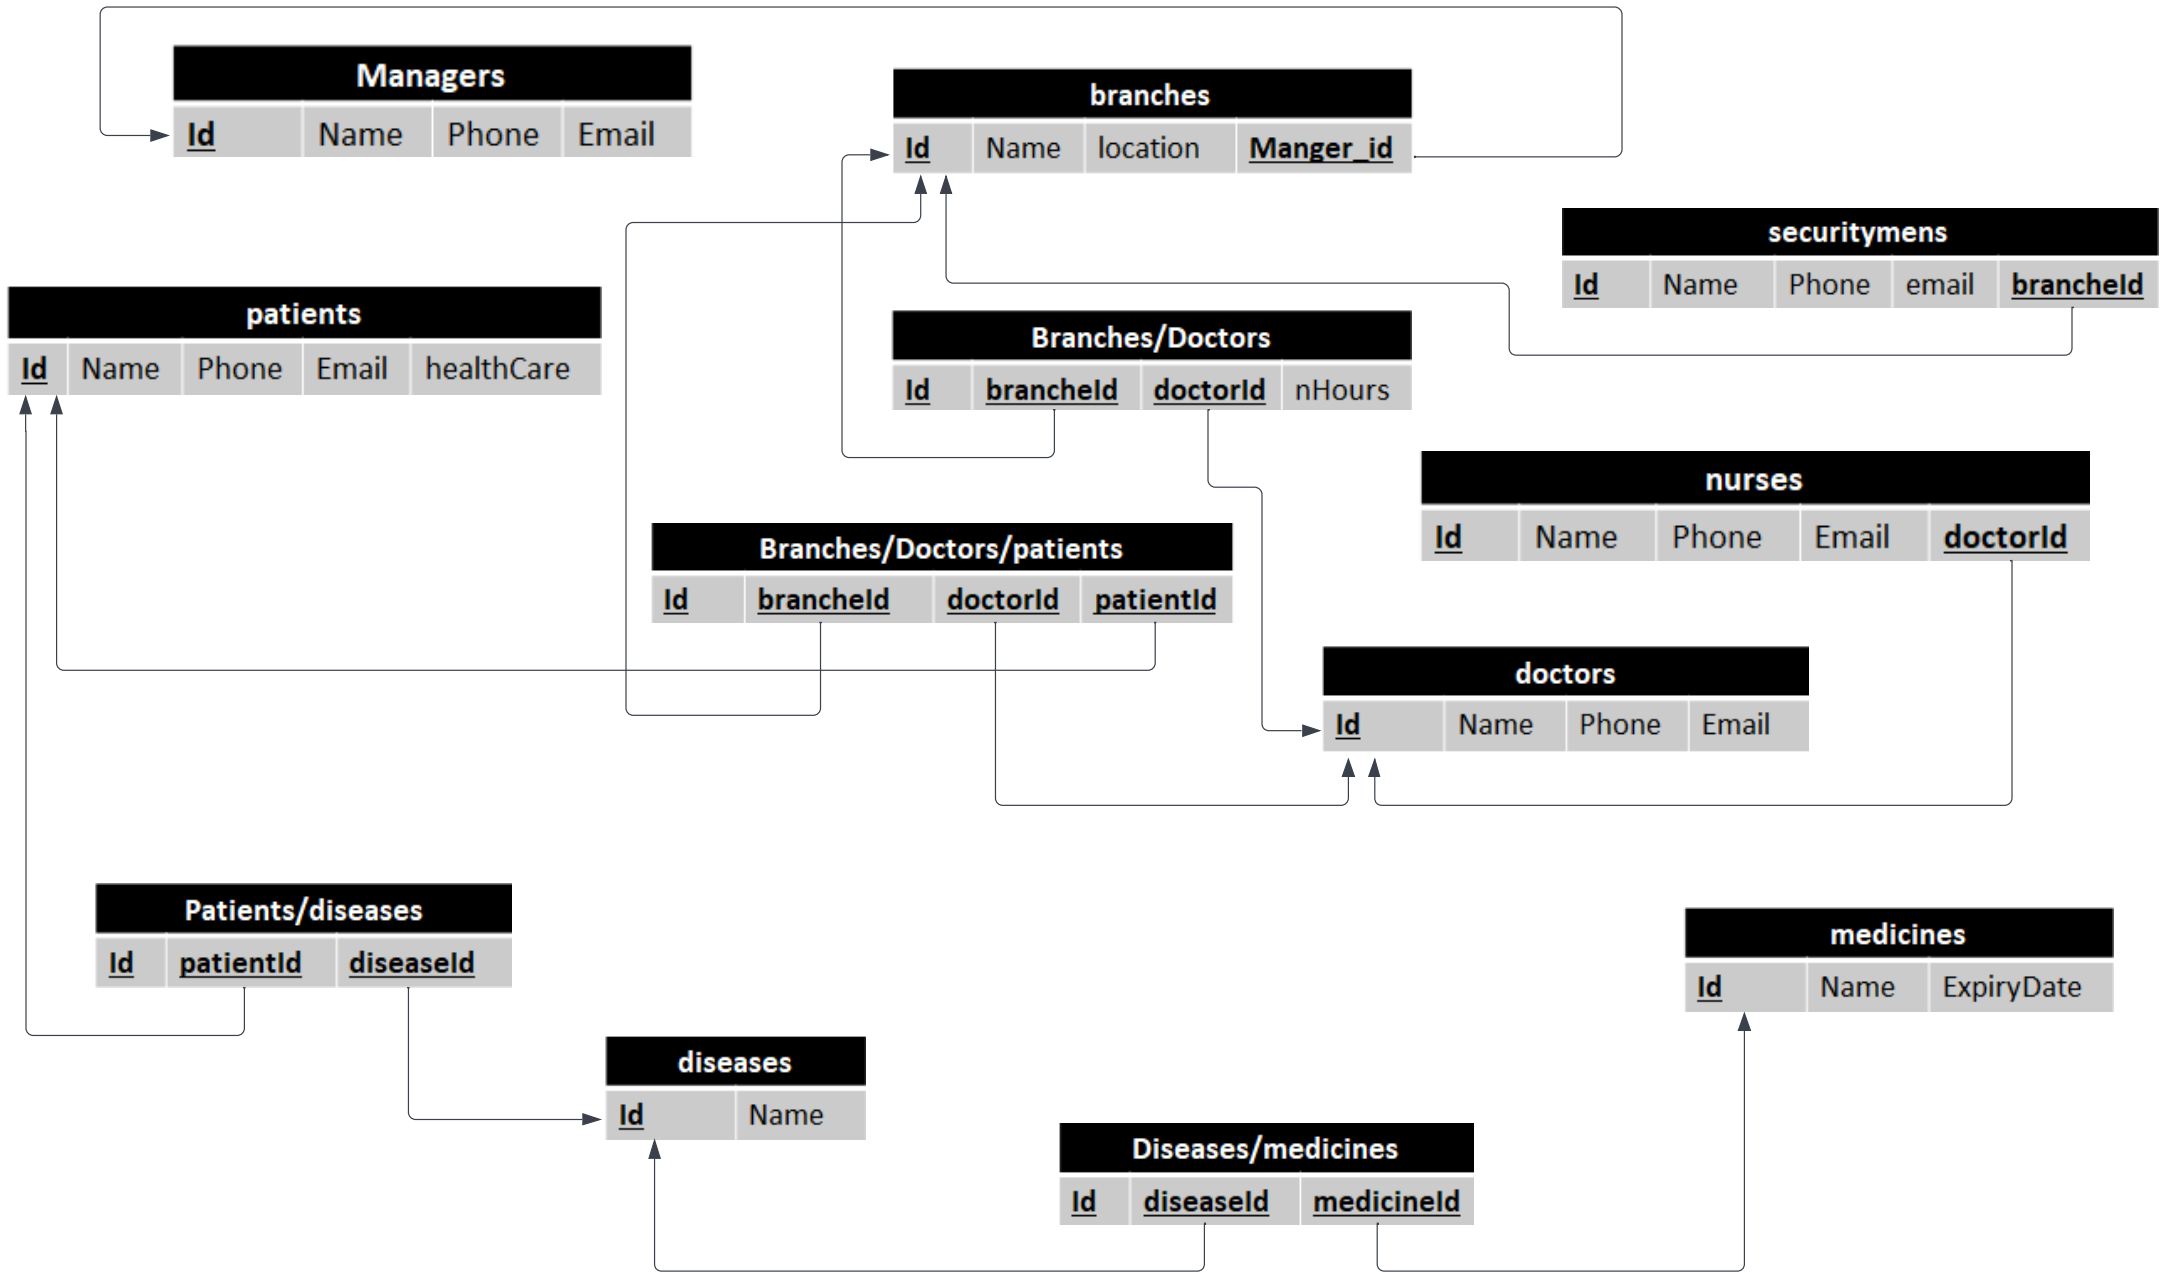 Managers
Id Name Phone Email
branches
Id Name location Manger_id
securitymens
Id Name Phone email brancheId
patients
Id Name Phone Email healthCare
Branches/Doctors
Id brancheId doctorId nHours
nurses
Id Name Phone Email doctorId
Branches/Doctors/patients
Id brancheId doctorId patientId
doctors
Id Name Phone Email
Patients/diseases
Id patientId diseaseId
medicines
Id Name ExpiryDate
diseases
Id Name
Diseases/medicines
Id diseaseId medicineId